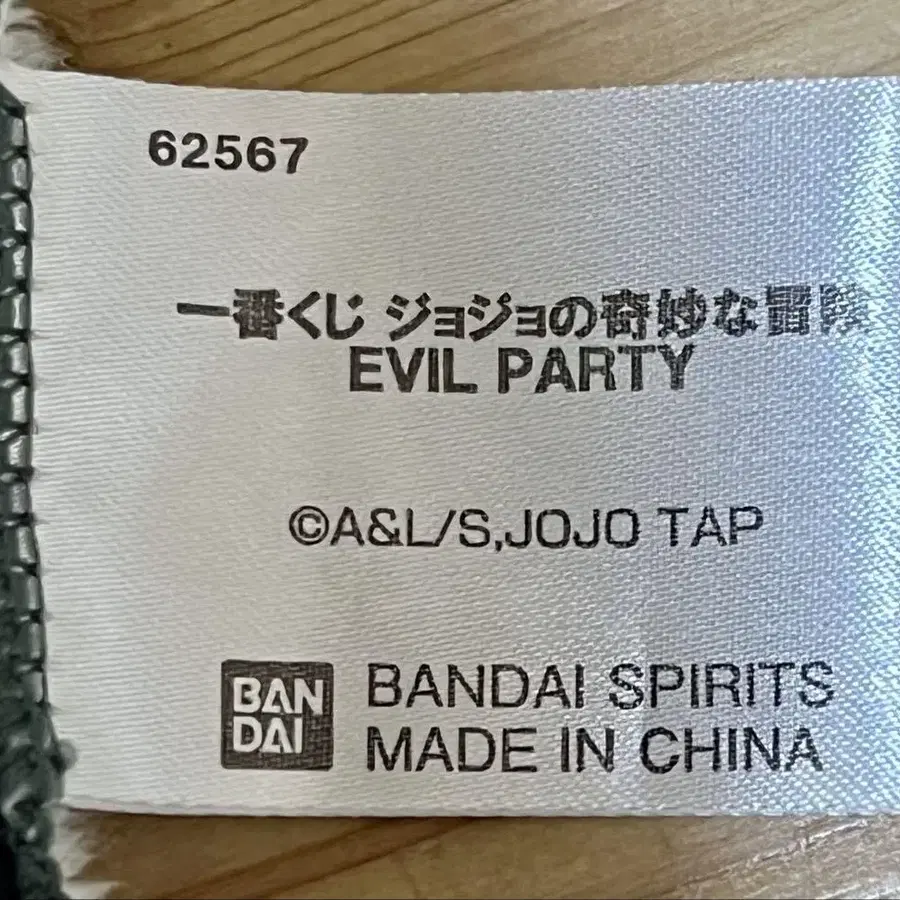 62567
一番くじ ジョジョの奇妙な冒険
EVIL PARTY
©A&L/S,JOJO TAP
BAN
DAI
BANDAI SPIRITS
MADE IN CHINA